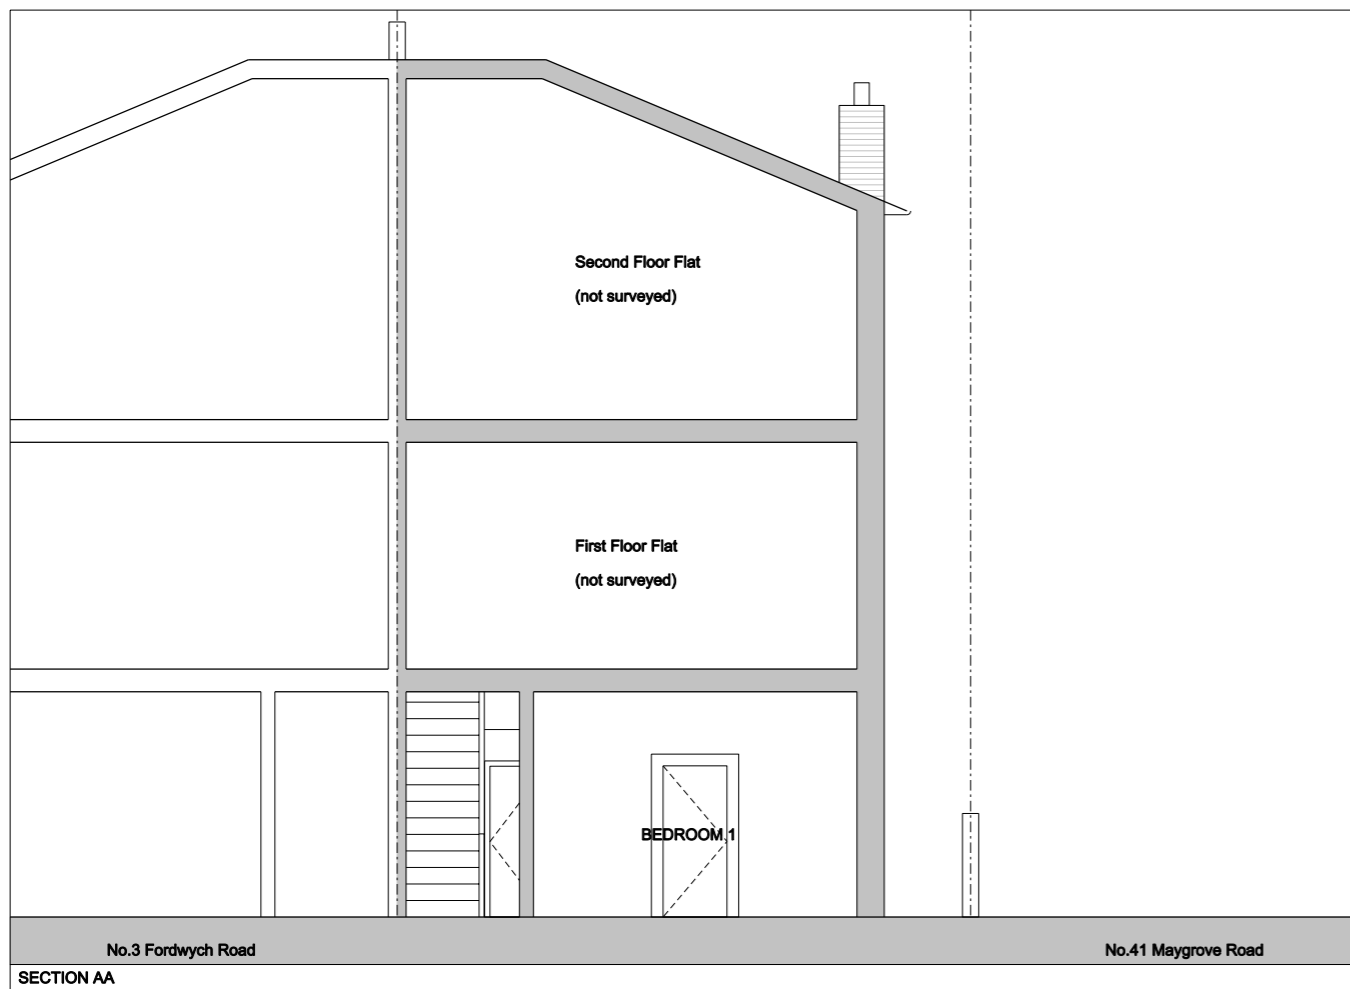 Second Floor Flat
(not surveyed)
First Floor Flat
(not surveyed)
BEDROOM 1
No.3 Fordwych Road
No.41 Maygrove Road
SECTION AA